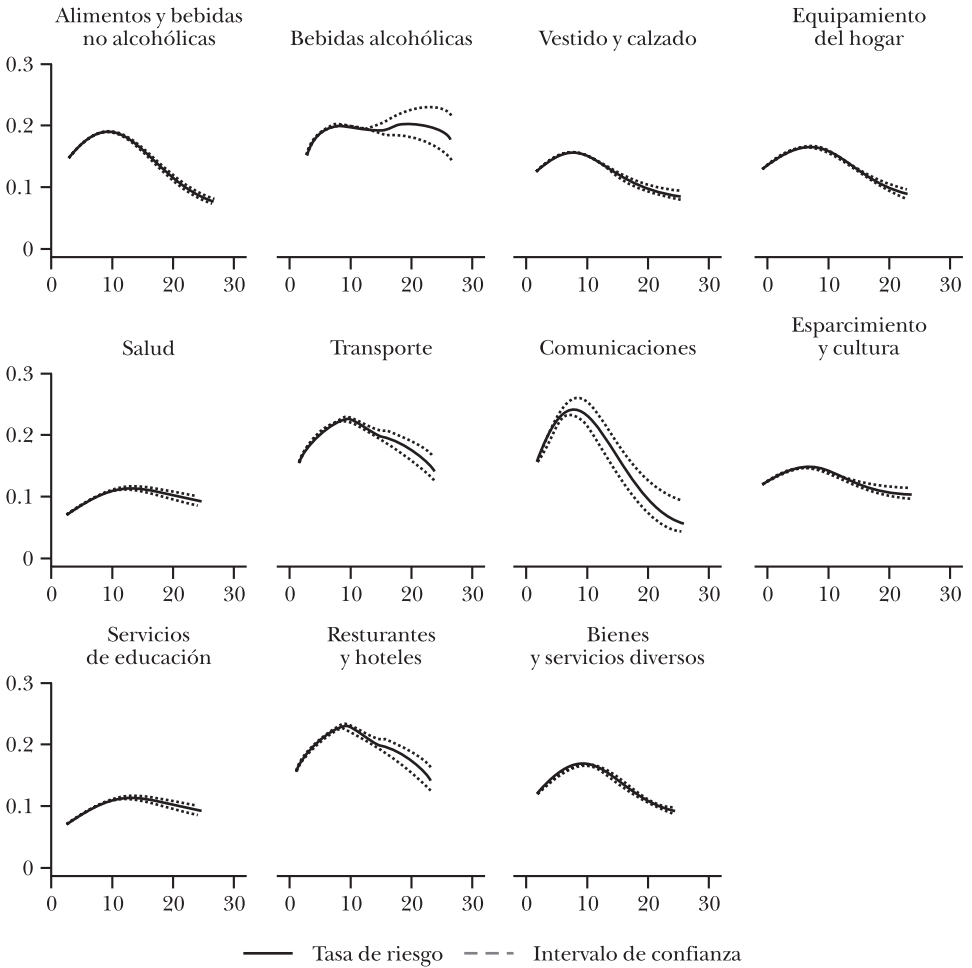 Alimentos y bebidas
no alcohólicas
Bebidas alcohólicas
Vestido y calzado
Equipamiento
del hogar
0.3
0.2
0.1
0
0 10 20 30
0 10 20 30
0 10 20 30
0 10 20 30
Salud
Transporte
Comunicaciones
Esparcimiento
y cultura
0.3
0.2
0.1
0
0 10 20 30
0 10 20 30
0 10 20 30
0 10 20 30
Servicios
de educación
Resturantes
y hoteles
Bienes
y servicios diversos
0.3
0.2
0.1
0
0 10 20 30
0 10 20 30
0 10 20 30
Tasa de riesgo
Intervalo de confianza